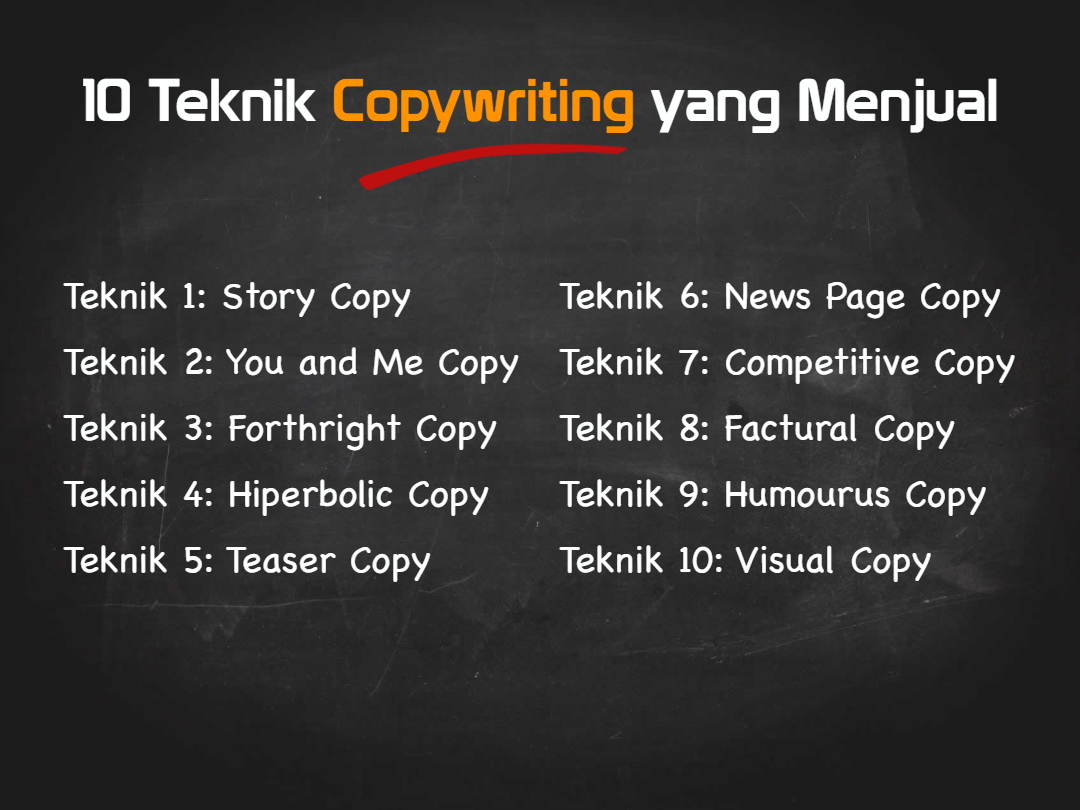 10 Teknik Copywriting yang Menjual
Teknik 1: Story Copy
Teknik 2: You and Me Copy
Teknik 3: Forthright Copy
Teknik 4: Hiperbolic Copy
Teknik 5: Teaser Copy
Teknik 6: News Page Copy
Teknik 7: Competitive Copy
Teknik 8: Factural Copy
Teknik 9: Humourus Copy
Teknik 10: Visual Copy